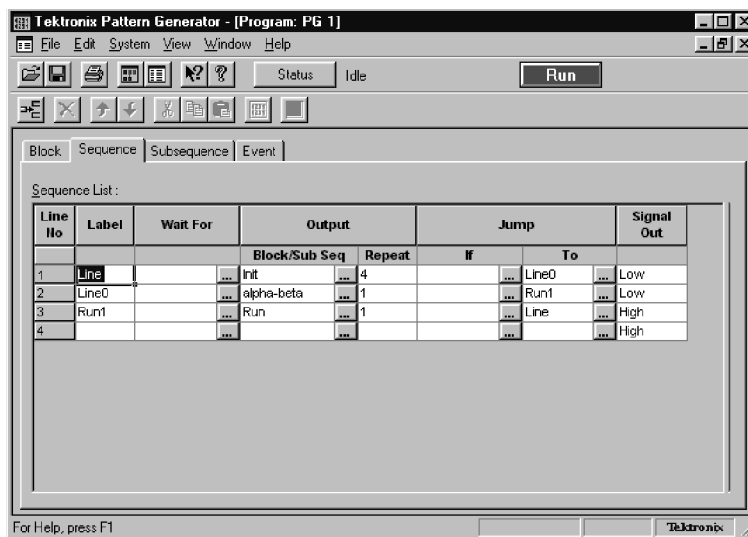 Tektronix Pattern Generator - [Program: PG 1]
File Edit System View Window Help
Status Idle Run
Block Sequence Subsequence Event
Sequence List :
Line No Label Wait For Output Jump Signal Out
Block/Sub Seq Repeat If To
1 Line ... Init ... 4 ... Line0 ... Low
2 Line0 ... alpha-beta ... 1 ... Run1 ... Low
3 Run1 ... Run ... 1 ... Line ... High
4 ... ... ... ... High
For Help, press F1 Tektronix